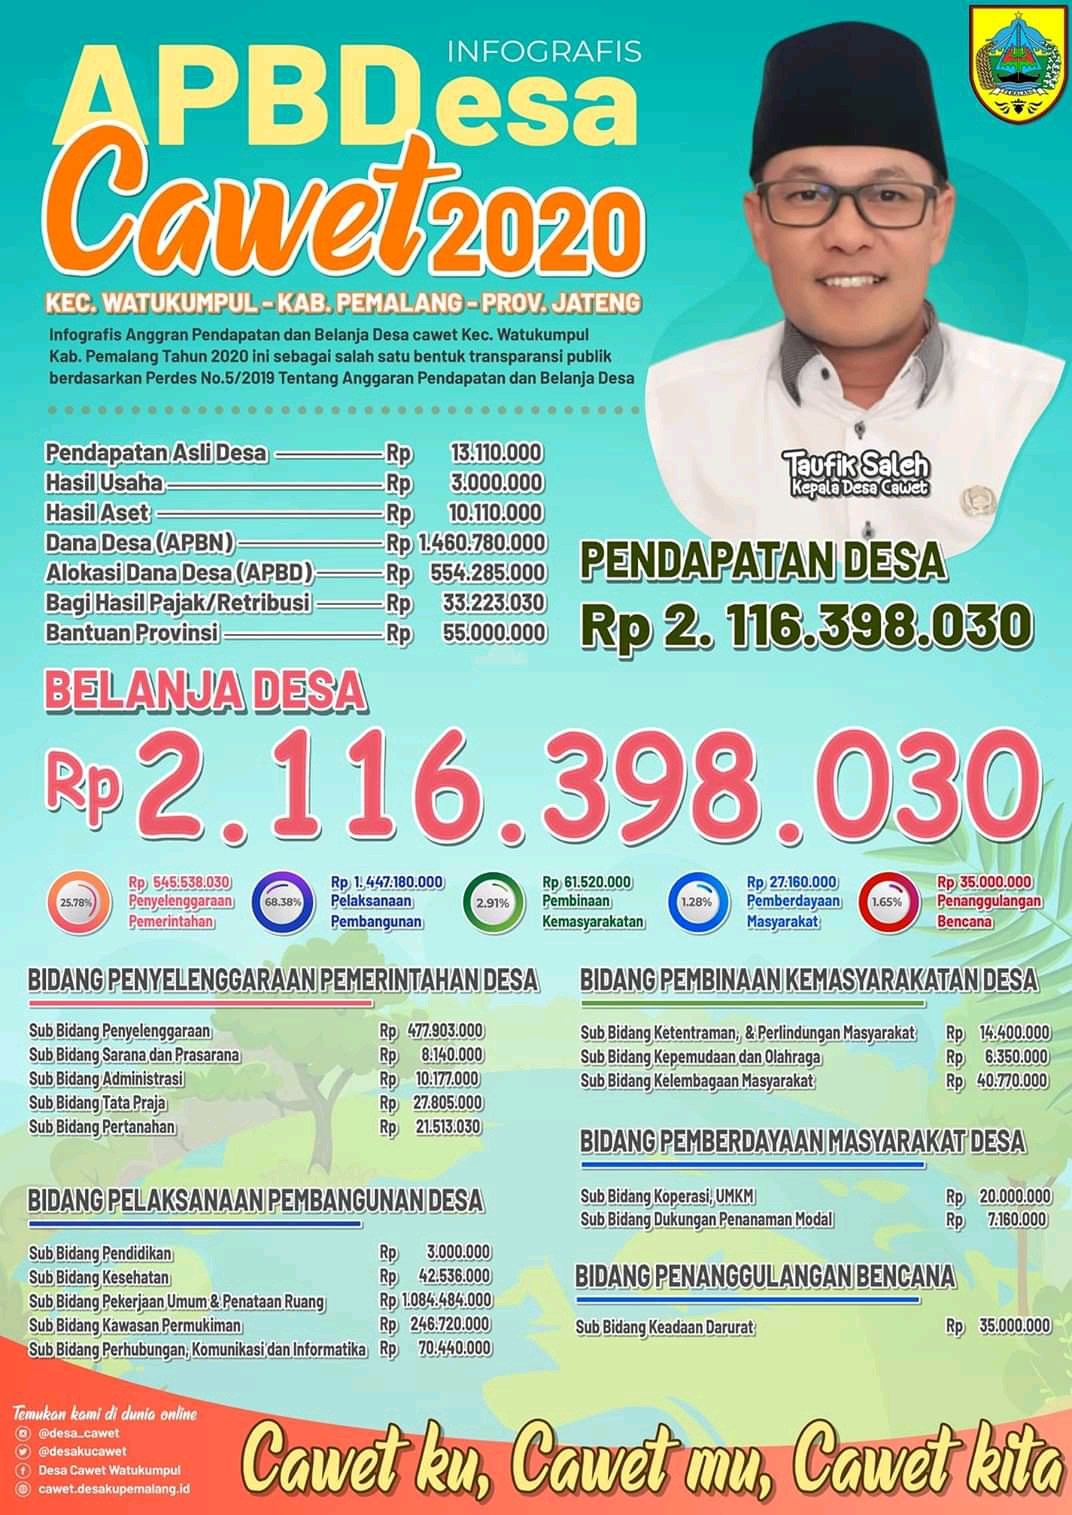 INFOGRAFIS
APBDesa
Cawet 2020
KEC. WATUKUMPUL - KAB. PEMALANG - PROV. JATENG
Infografis Anggran Pendapatan dan Belanja Desa cawet Kec. Watukumpul
Kab. Pemalang Tahun 2020 ini sebagai salah satu bentuk transparansi publik
berdasarkan Perdes No.5/2019 Tentang Anggaran Pendapatan dan Belanja Desa
PEMALANG
Taufik Saleh
Kepala Desa Cawet
Pendapatan Asli Desa Rp 13.110.000
Hasil Usaha Rp 3.000.000
Hasil Aset Rp 10.110.000
Dana Desa (APBN) Rp 1.460.780.000
Alokasi Dana Desa (APBD) Rp 554.285.000
Bagi Hasil Pajak/Retribusi Rp 33.223.030
Bantuan Provinsi Rp 55.000.000
PENDAPATAN DESA
Rp 2. 116.398.030
BELANJA DESA
Rp 2.116.398.030
25.78%
Rp 545.538.030
Penyelenggaraan
Pemerintahan
68.38%
Rp 1. 447.180.000
Pelaksanaan
Pembangunan
2.91%
Rp 61.520.000
Pembinaan
Kemasyarakatan
1.28%
Rp 27.160.000
Pemberdayaan
Masyarakat
1.65%
Rp 35.000.000
Penanggulangan
Bencana
BIDANG PENYELENGGARAAN PEMERINTAHAN DESA
Sub Bidang Penyelenggaraan Rp 477.903.000
Sub Bidang Sarana dan Prasarana Rp 8.140.000
Sub Bidang Administrasi Rp 10.177.000
Sub Bidang Tata Praja Rp 27.805.000
Sub Bidang Pertanahan Rp 21.513.030
BIDANG PELAKSANAAN PEMBANGUNAN DESA
Sub Bidang Pendidikan Rp 3.000.000
Sub Bidang Kesehatan Rp 42.536.000
Sub Bidang Pekerjaan Umum & Penataan Ruang Rp 1.084.484.000
Sub Bidang Kawasan Permukiman Rp 246.720.000
Sub Bidang Perhubungan, Komunikasi dan Informatika Rp 70.440.000
BIDANG PEMBINAAN KEMASYARAKATAN DESA
Sub Bidang Ketentraman, & Perlindungan Masyarakat Rp 14.400.000
Sub Bidang Kepemudaan dan Olahraga Rp 6.350.000
Sub Bidang Kelembagaan Masyarakat Rp 40.770.000
BIDANG PEMBERDAYAAN MASYARAKAT DESA
Sub Bidang Koperasi, UMKM Rp 20.000.000
Sub Bidang Dukungan Penanaman Modal Rp 7.160.000
BIDANG PENANGGULANGAN BENCANA
Sub Bidang Keadaan Darurat Rp 35.000.000
Temukan kami di dunia online
@desa_cawet
@desakucawet
Desa Cawet Watukumpul
cawet.desakupemalang.id
Cawet ku, Cawet mu, Cawet kita